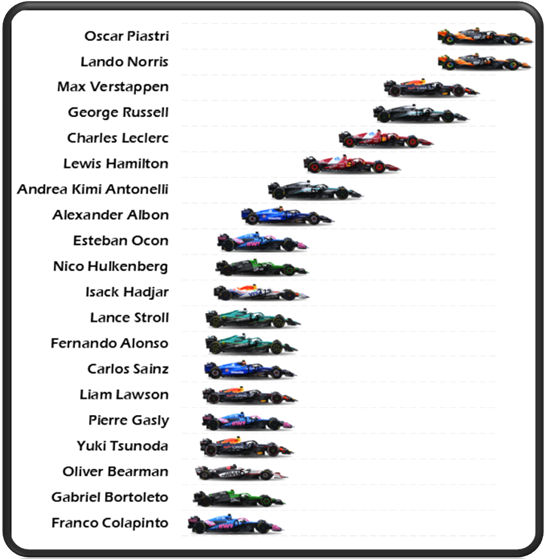 Oscar Piastri
Lando Norris
Max Verstappen
George Russell
Charles Leclerc
Lewis Hamilton
Andrea Kimi Antonelli
Alexander Albon
Esteban Ocon
Nico Hulkenberg
Isack Hadjar
Lance Stroll
Fernando Alonso
Carlos Sainz
Liam Lawson
Pierre Gasly
Yuki Tsunoda
Oliver Bearman
Gabriel Bortoleto
Franco Colapinto